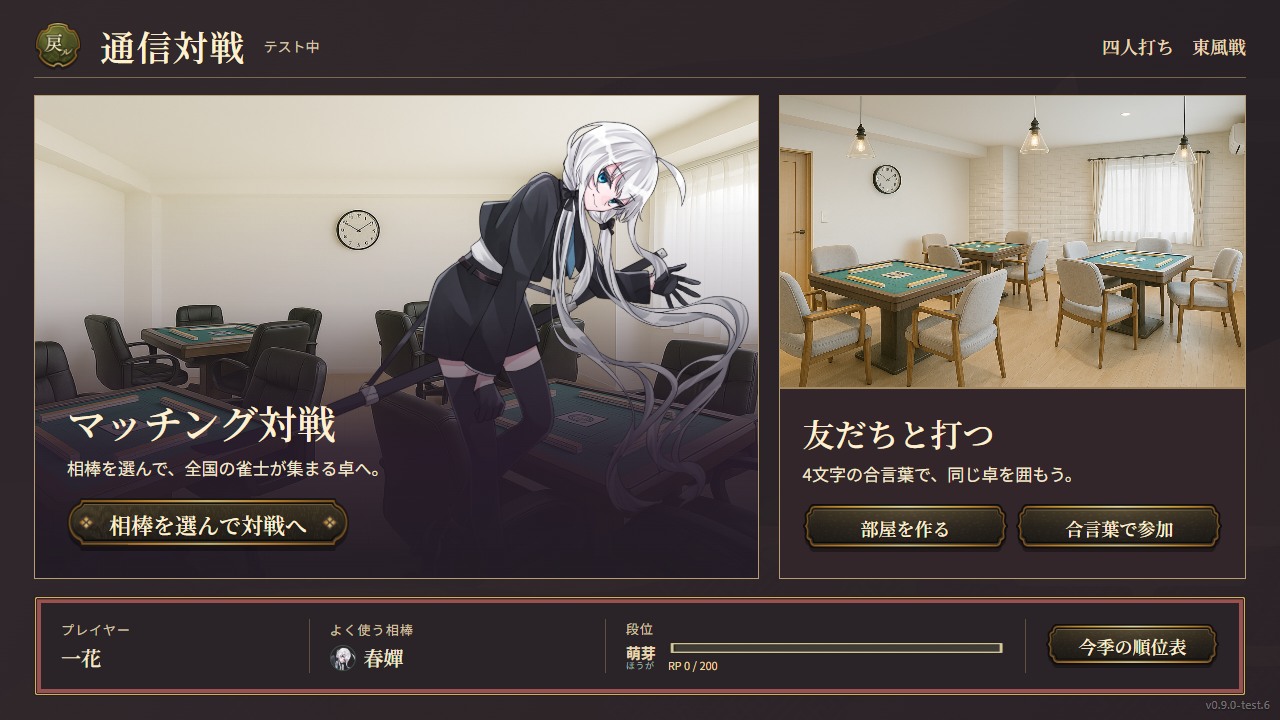 戻ル
通信対戦
テスト中
四人打ち 東風戦
マッチング対戦
相棒を選んで、全国の雀士が集まる卓へ。
相棒を選んで対戦へ
友だちと打つ
4文字の合言葉で、同じ卓を囲もう。
部屋を作る
合言葉で参加
プレイヤー
一花
よく使う相棒
春嬋
段位
萌芽
ほうが
RP 0 / 200
今季の順位表
v0.9.0-test.6